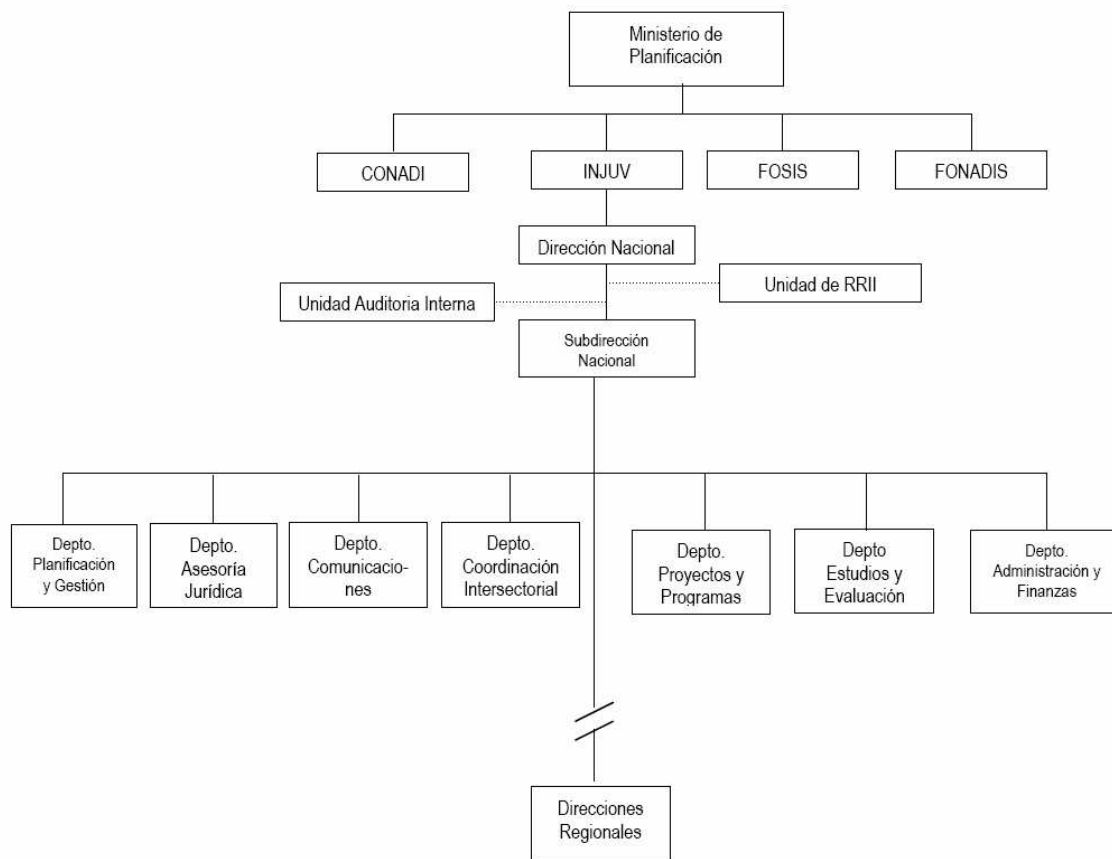 Ministerio de
Planificación
CONADI
INJUV
FOSIS
FONADIS
Dirección Nacional
Unidad de RRII
Unidad Auditoria Interna
Subdirección
Nacional
Depto.
Planificación
y Gestión
Depto.
Asesoría
Jurídica
Depto.
Comunicacio-
nes
Depto.
Coordinación
Intersectorial
Depto.
Proyectos y
Programas
Depto
Estudios y
Evaluación
Depto.
Administración y
Finanzas
Direcciones
Regionales